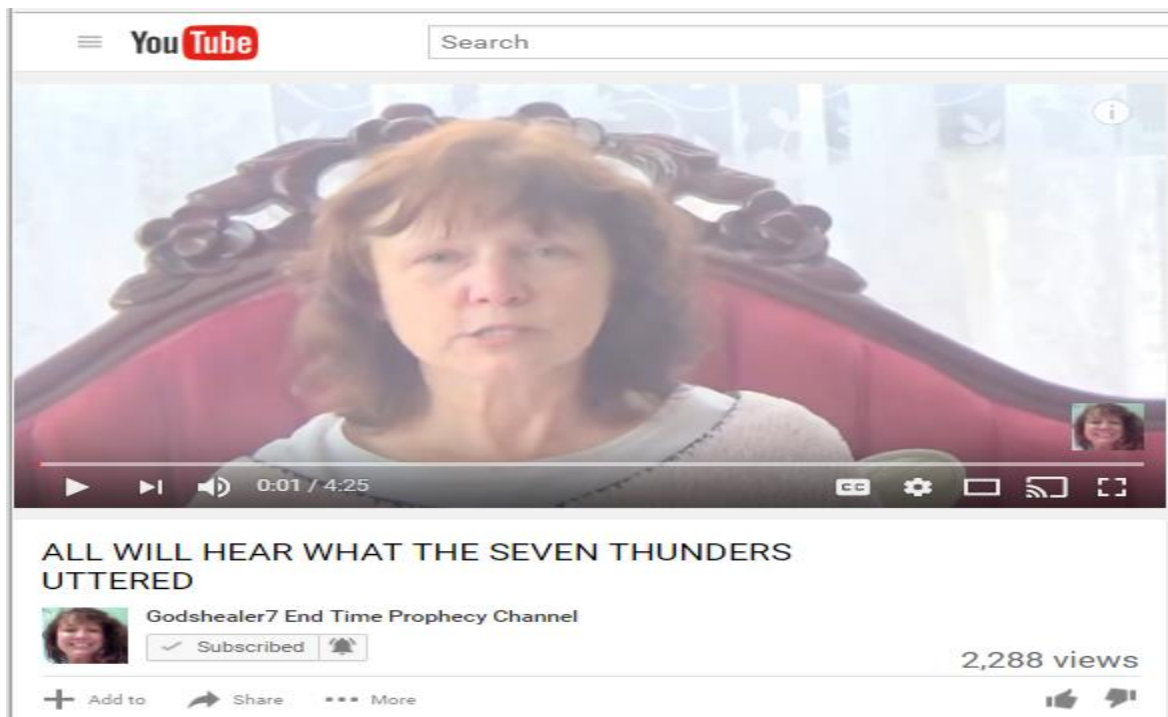 YouTube
Search
0:01 / 4:25
CC
ALL WILL HEAR WHAT THE SEVEN THUNDERS
UTTERED
Godshealer7 End Time Prophecy Channel
Subscribed
2,288 views
Add to Share More